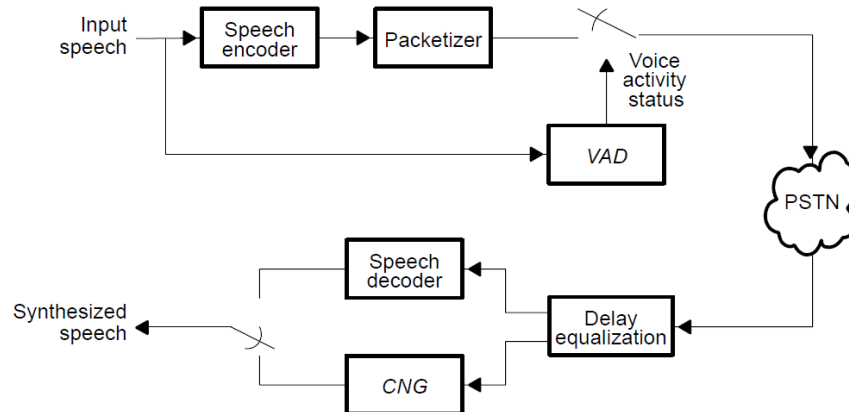 Input
speech
Speech
encoder
Packetizer
Voice
activity
status
VAD
PSTN
Speech
decoder
Synthesized
speech
Delay
equalization
CNG